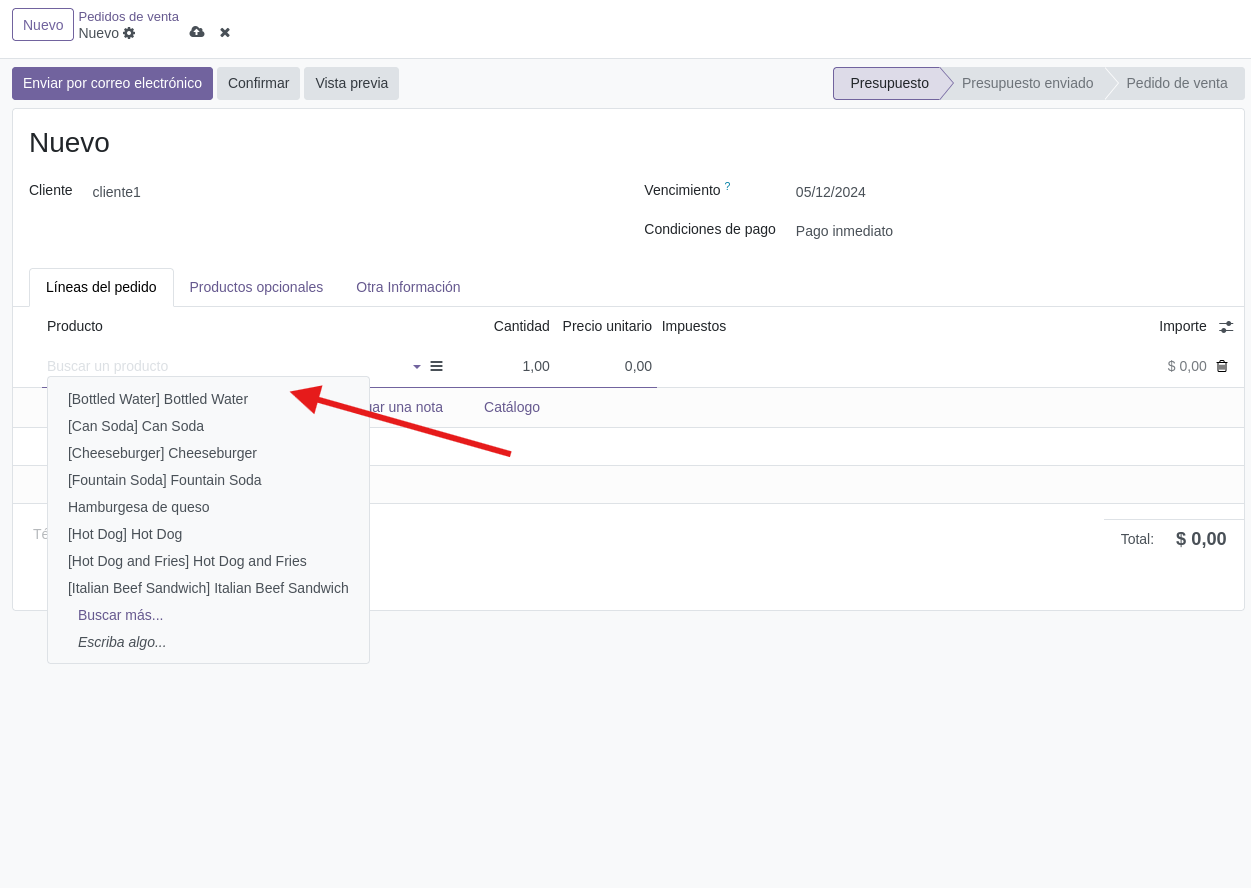 Nuevo
Pedidos de venta
Nuevo
Enviar por correo electrónico
Confirmar
Vista previa
Presupuesto
Presupuesto enviado
Pedido de venta
Nuevo
Cliente
cliente1
Vencimiento ?
05/12/2024
Condiciones de pago
Pago inmediato
Líneas del pedido
Productos opcionales
Otra Información
Producto
Cantidad
Precio unitario
Impuestos
Importe
Buscar un producto
1,00
0,00
$ 0,00
una nota
Catálogo
[Bottled Water] Bottled Water
[Can Soda] Can Soda
[Cheeseburger] Cheeseburger
[Fountain Soda] Fountain Soda
Hamburgesa de queso
[Hot Dog] Hot Dog
[Hot Dog and Fries] Hot Dog and Fries
[Italian Beef Sandwich] Italian Beef Sandwich
Buscar más...
Escriba algo...
Total:
$ 0,00